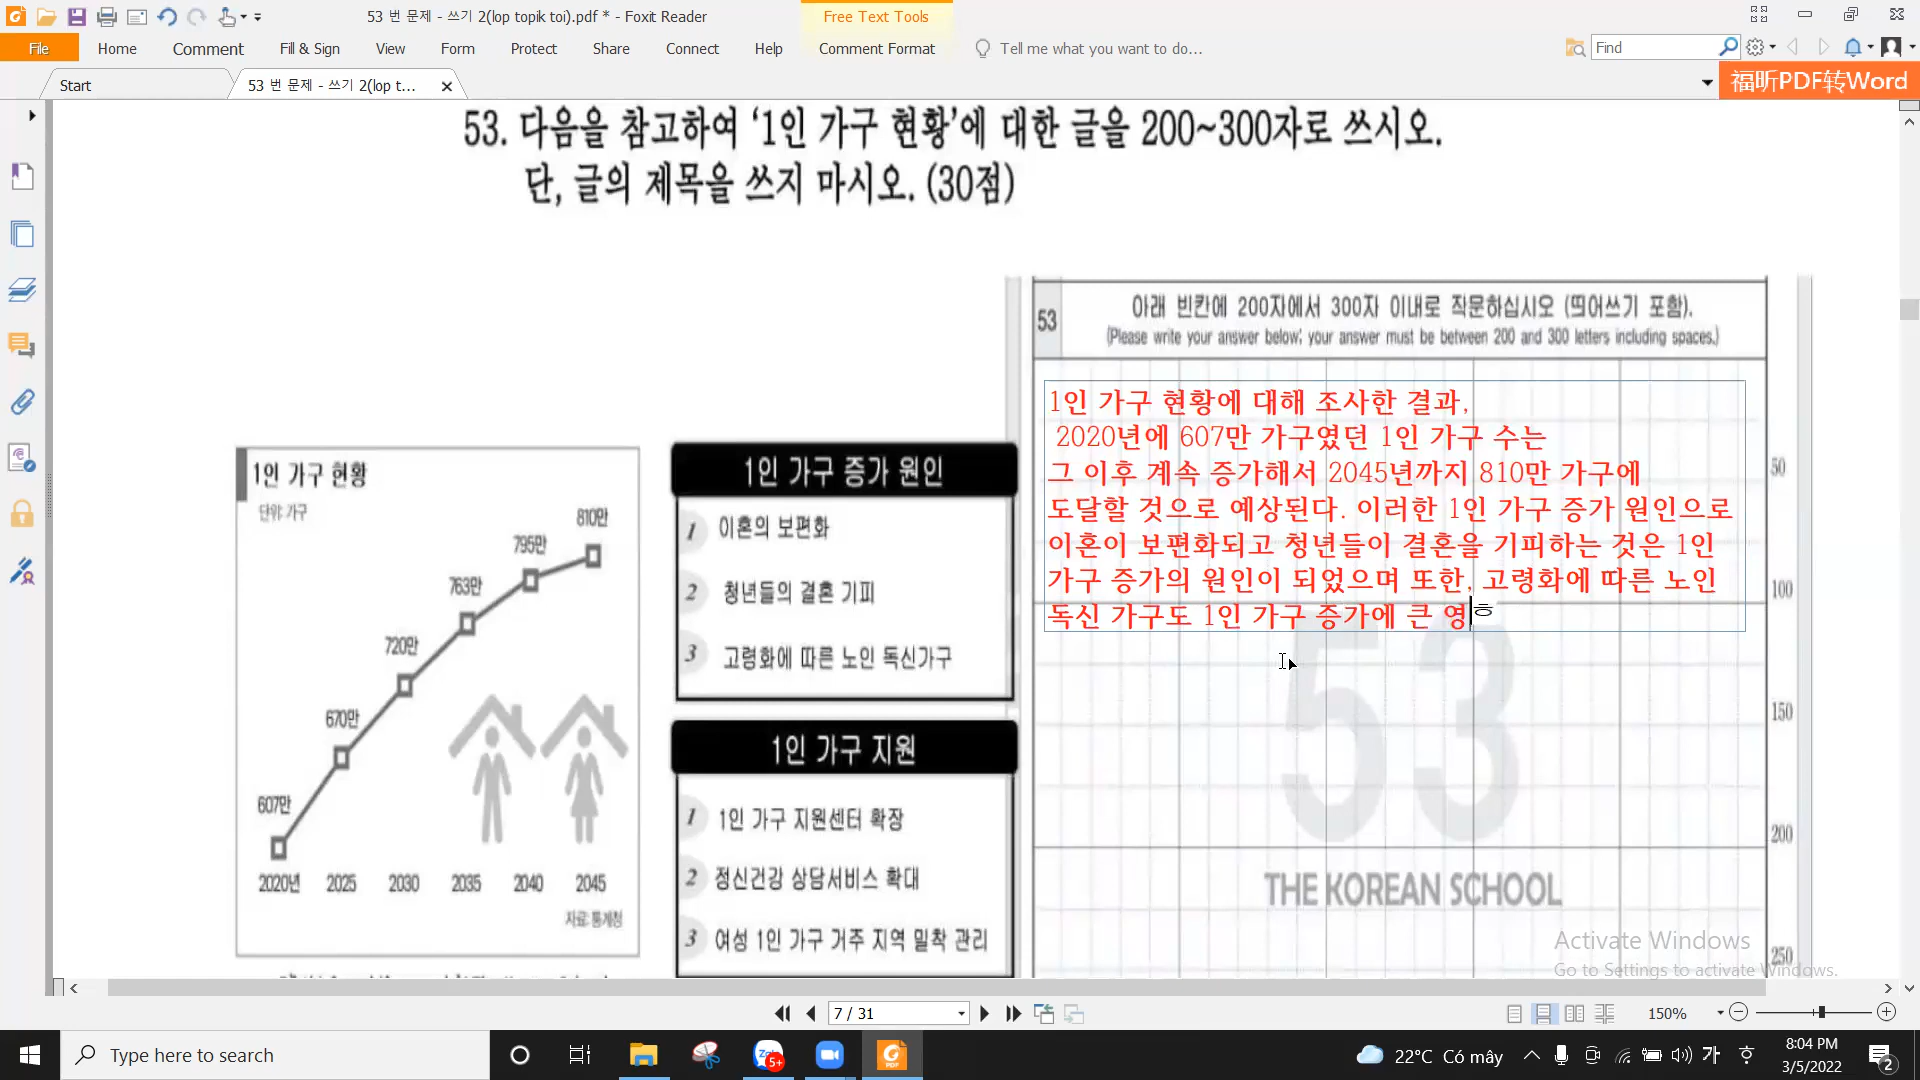 53 번 문제 - 쓰기 2(lop topik toi).pdf * - Foxit Reader
Free Text Tools
File Home Comment Fill & Sign View Form Protect Share Connect Help Comment Format Tell me what you want to do... Find
Start 53 번 문제 - 쓰기 2(lop t...
福昕PDF转Word
53. 다음을 참고하여 ‘1인 가구 현황’에 대한 글을 200~300자로 쓰시오.
단, 글의 제목을 쓰지 마시오. (30점)
1인 가구 현황
단위: 가구
810만
795만
763만
720만
670만
607만
2020년 2025 2030 2035 2040 2045
자료: 통계청
1인 가구 증가 원인
1 이혼의 보편화
2 청년들의 결혼 기피
3 고령화에 따른 노인 독신가구
1인 가구 지원
1 1인 가구 지원센터 확장
2 정신건강 상담서비스 확대
3 여성 1인 가구 거주 지역 밀착 관리
53 아래 빈칸에 200자에서 300자 이내로 작문하십시오 (띄어쓰기 포함).
(Please write your answer below; your answer must be between 200 and 300 letters including spaces.)
1인 가구 현황에 대해 조사한 결과,
2020년에 607만 가구였던 1인 가구 수는
그 이후 계속 증가해서 2045년까지 810만 가구에
도달할 것으로 예상된다. 이러한 1인 가구 증가 원인으로
이혼이 보편화되고 청년들이 결혼을 기피하는 것은 1인
가구 증가의 원인이 되었으며 또한, 고령화에 따른 노인
독신 가구도 1인 가구 증가에 큰 영ㅎ
50
100
150
200
250
53
THE KOREAN SCHOOL
Activate Windows
Go to Settings to activate Windows.
7 / 31
150%
Type here to search
5+
22°C Có mây
가
8:04 PM
3/5/2022
2